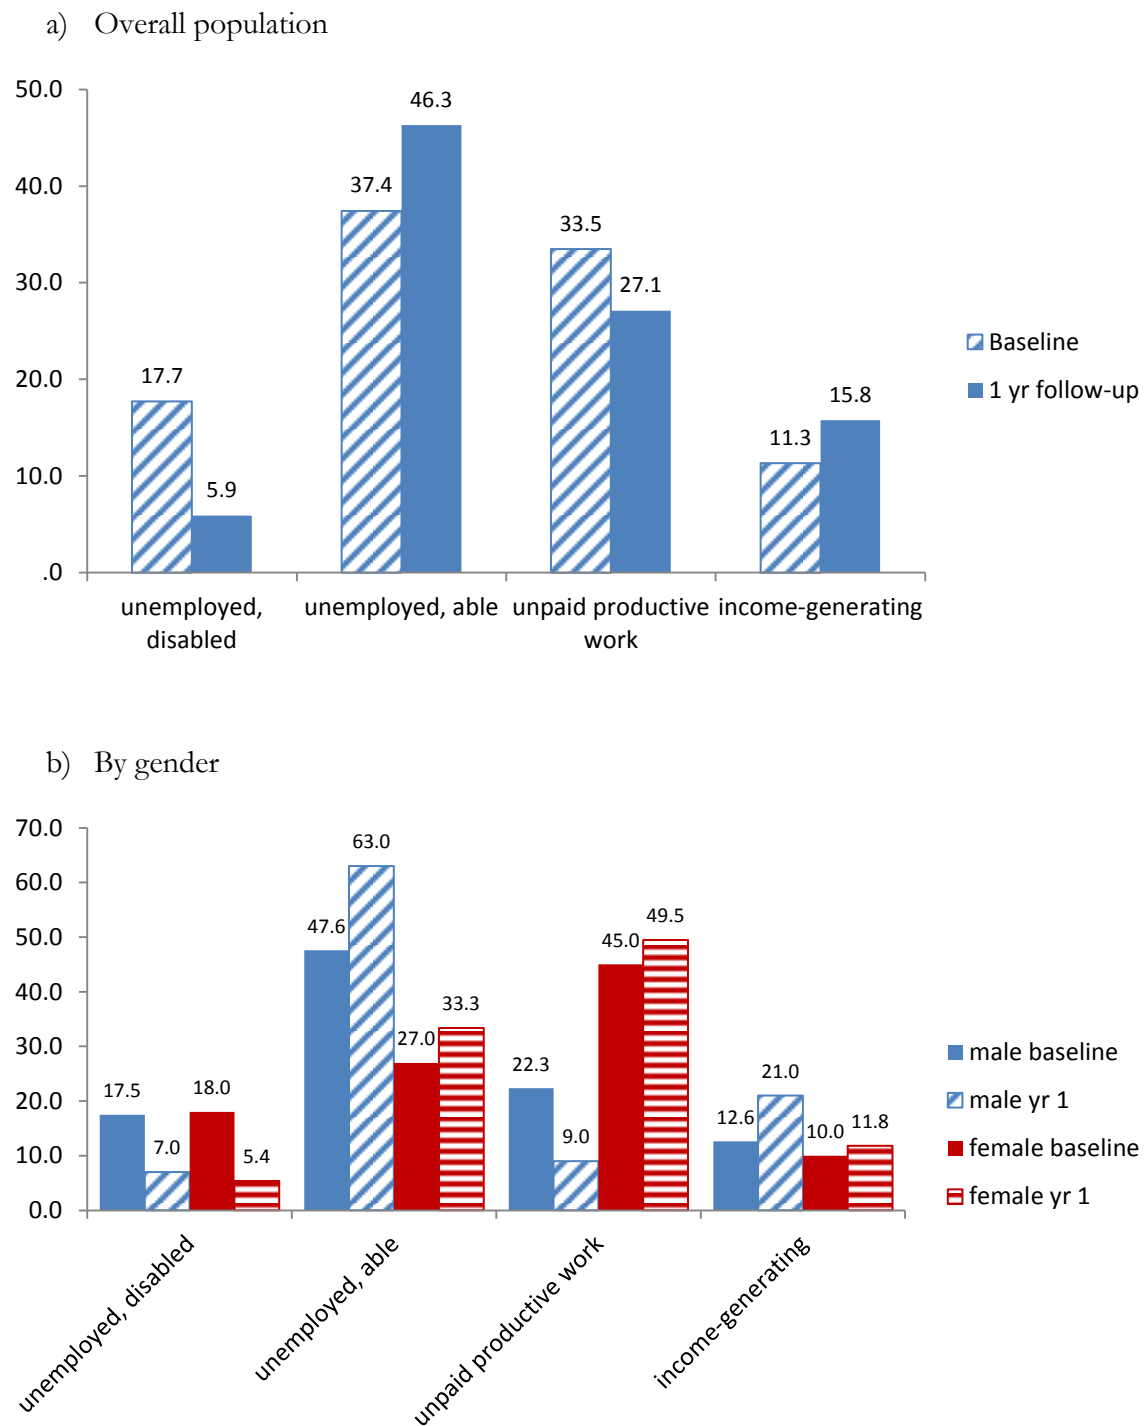 a) Overall population
50.0
40.0
30.0
20.0
10.0
.0
17.7
5.9
37.4
46.3
33.5
27.1
11.3
15.8
unemployed,
disabled
unemployed, able
unpaid productive
work
income-generating
Baseline
1 yr follow-up
b) By gender
70.0
60.0
50.0
40.0
30.0
20.0
10.0
0.0
17.5
7.0
18.0
5.4
47.6
63.0
27.0
33.3
22.3
9.0
45.0
49.5
12.6
21.0
10.0
11.8
unemployed, disabled
unemployed, able
unpaid productive work
income-generating
male baseline
male yr 1
female baseline
female yr 1